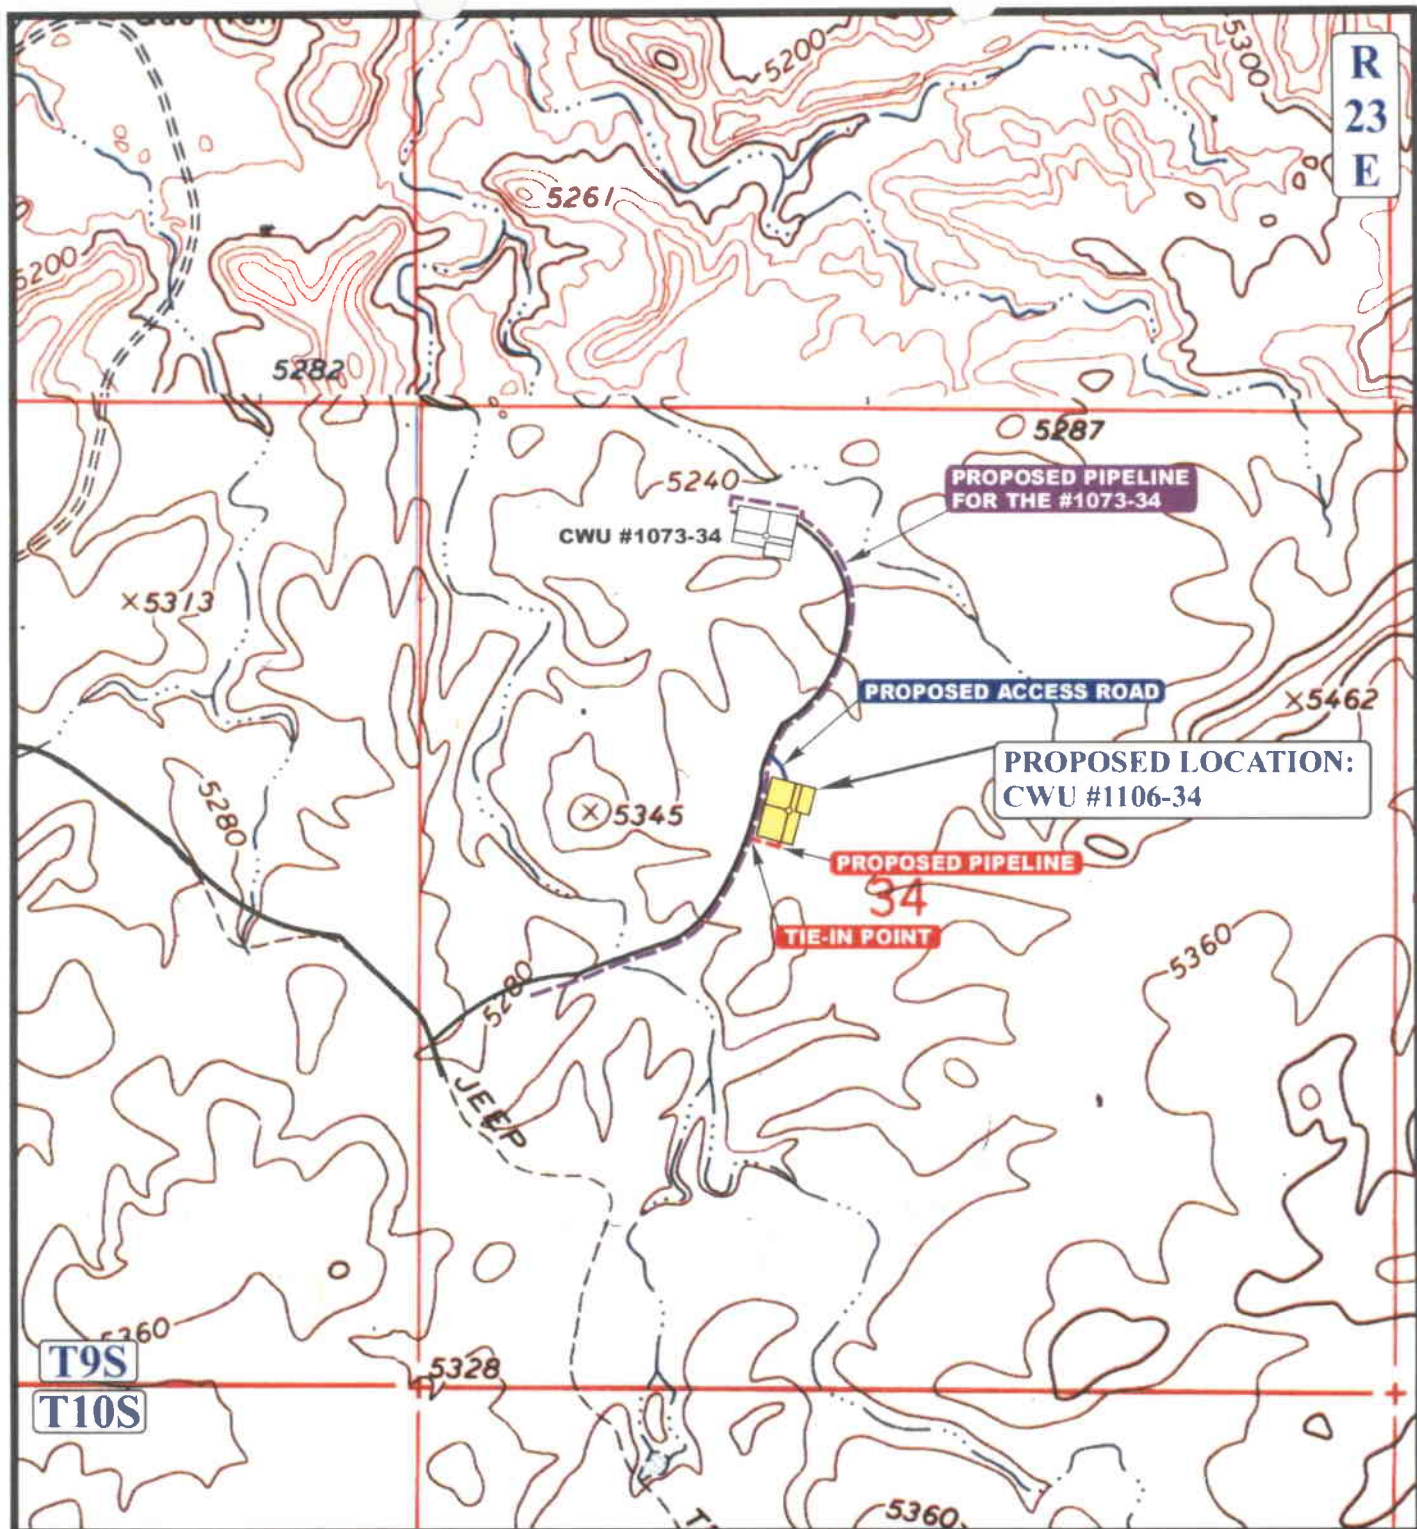 5200
5300
R
23
E
5261
5200
5282
5287
5240
PROPOSED PIPELINE
FOR THE #1073-34
CWU #1073-34
×5313
PROPOSED ACCESS ROAD
×5462
PROPOSED LOCATION:
CWU #1106-34
5280
×5345
PROPOSED PIPELINE
34
TIE-IN POINT
5360
5280
JEEP
5360
T9S
5328
T10S
5360